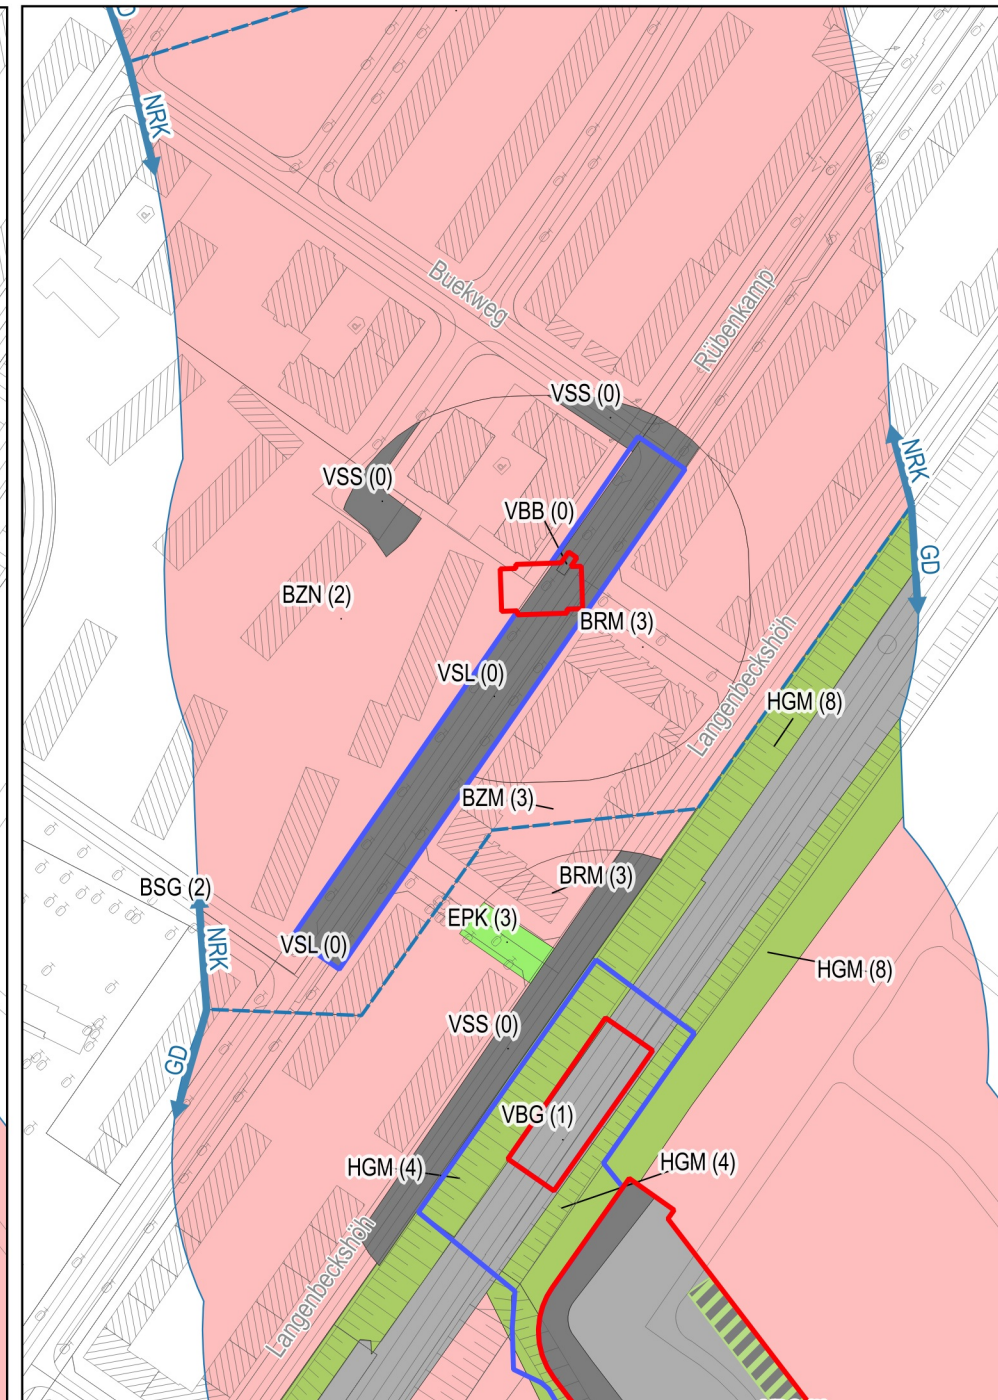 D
NRK
Buekweg
Rübenkamp
VSS (0)
VSS (0)
NRK
VBB (0)
GD
BZN (2)
BRM (3)
Langenbeckshöh
VSL (0)
HGM (8)
BZM (3)
BRM (3)
BSG (2)
EPK (3)
NRK
VSL (0)
HGM (8)
VSS (0)
GD
VBG (1)
HGM (4)
HGM (4)
Langenbeckshöh